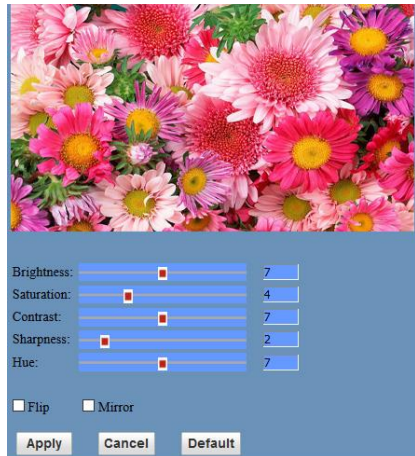 Brightness: 7
Saturation: 4
Contrast: 7
Sharpness: 2
Hue: 7
Flip Mirror
Apply Cancel Default